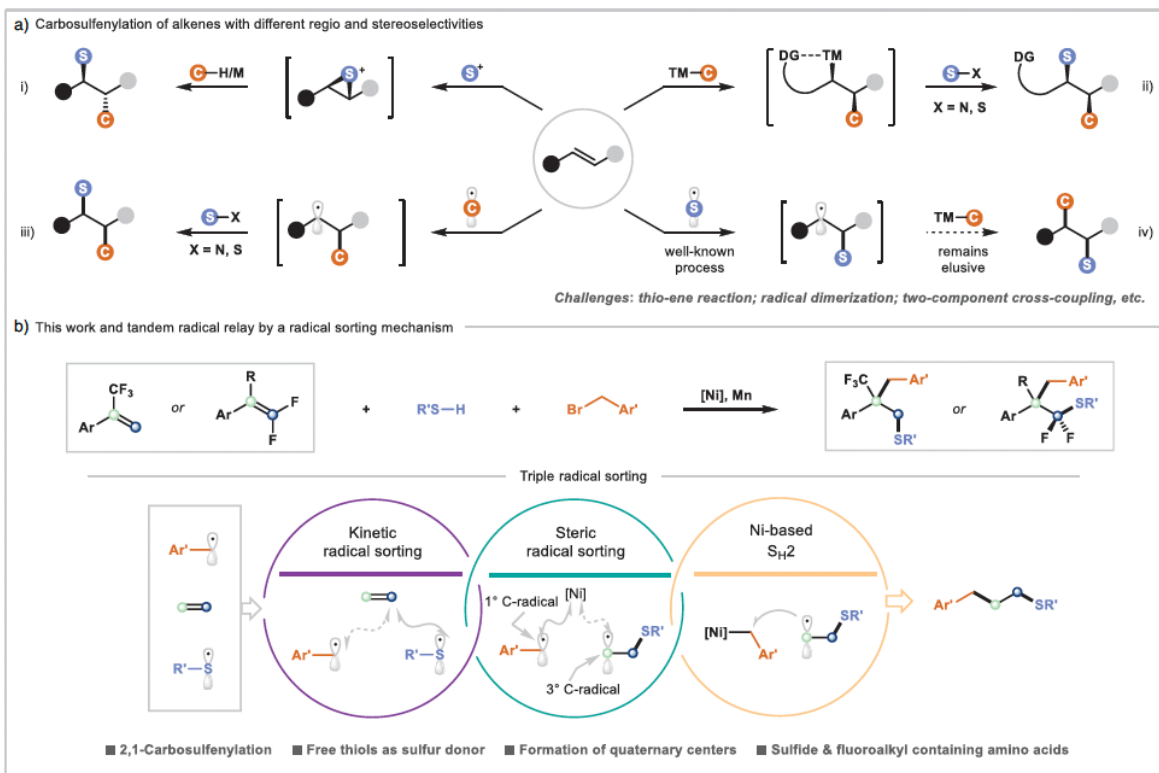 a) Carbosulfenylation of alkenes with different regio and stereoselectivities
i)
S
C
C—H/M
S+
S+
TM—C
DG---TM
C
S—X
X = N, S
DG
S
C
ii)
iii)
S
C
S—X
X = N, S
C
C
S
well-known
process
S
TM—C
remains
elusive
C
S
iv)
Challenges: thio-ene reaction; radical dimerization; two-component cross-coupling, etc.
b) This work and tandem radical relay by a radical sorting mechanism
CF3
Ar
or
R
Ar
F
F
+
R'S—H
+
Br
Ar'
[Ni], Mn
F3C
Ar'
Ar
SR'
or
R
Ar'
SR'
Ar
F
F
Triple radical sorting
Ar'
R'—S
Kinetic
radical sorting
Ar'
R'—S
Steric
radical sorting
[Ni]
1° C-radical
Ar'
SR'
3° C-radical
Ni-based
SH2
[Ni]
Ar'
SR'
Ar'
SR'
2,1-Carbosulfenylation
Free thiols as sulfur donor
Formation of quaternary centers
Sulfide & fluoroalkyl containing amino acids